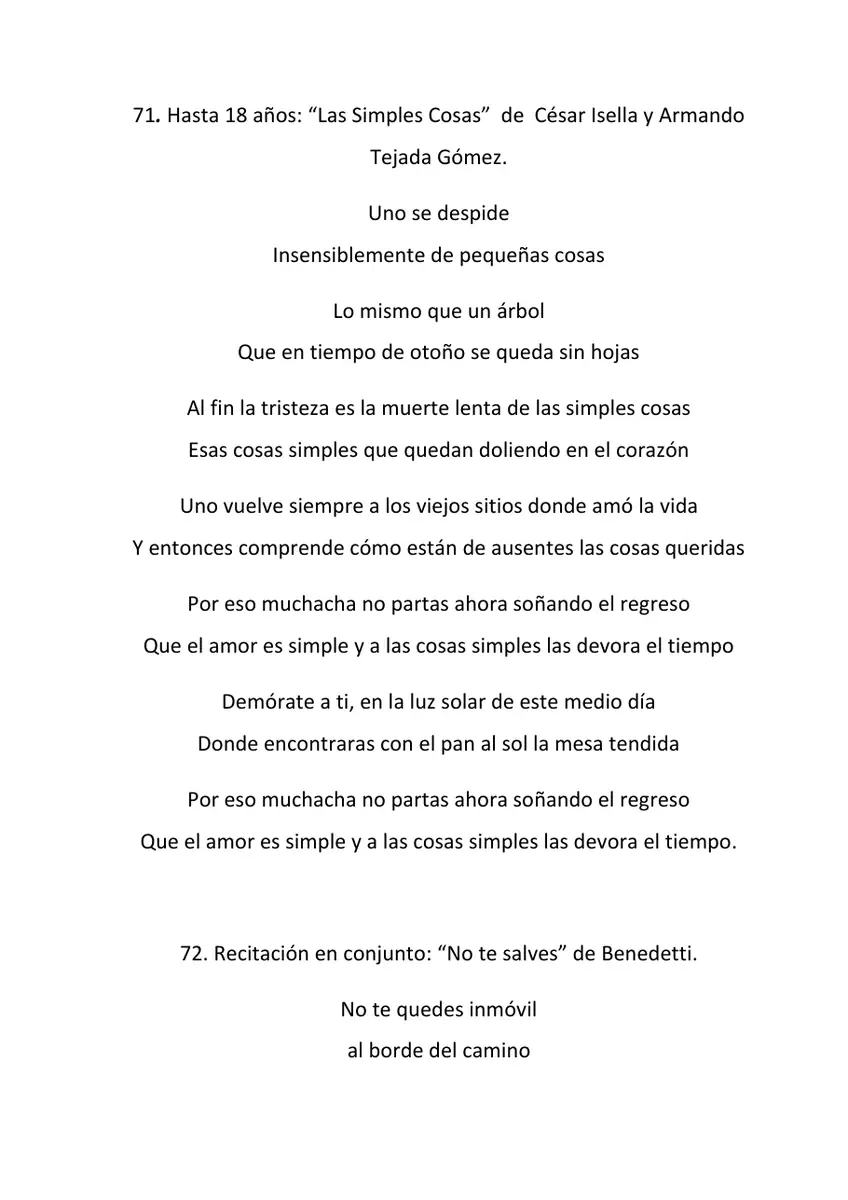 71. Hasta 18 años: “Las Simples Cosas”  de  César Isella y Armando
Tejada Gómez.
Uno se despide
Insensiblemente de pequeñas cosas
Lo mismo que un árbol
Que en tiempo de otoño se queda sin hojas
Al fin la tristeza es la muerte lenta de las simples cosas
Esas cosas simples que quedan doliendo en el corazón
Uno vuelve siempre a los viejos sitios donde amó la vida
Y entonces comprende cómo están de ausentes las cosas queridas
Por eso muchacha no partas ahora soñando el regreso
Que el amor es simple y a las cosas simples las devora el tiempo
Demórate a ti, en la luz solar de este medio día
Donde encontraras con el pan al sol la mesa tendida
Por eso muchacha no partas ahora soñando el regreso
Que el amor es simple y a las cosas simples las devora el tiempo.
72. Recitación en conjunto: “No te salves” de Benedetti.
No te quedes inmóvil
al borde del camino